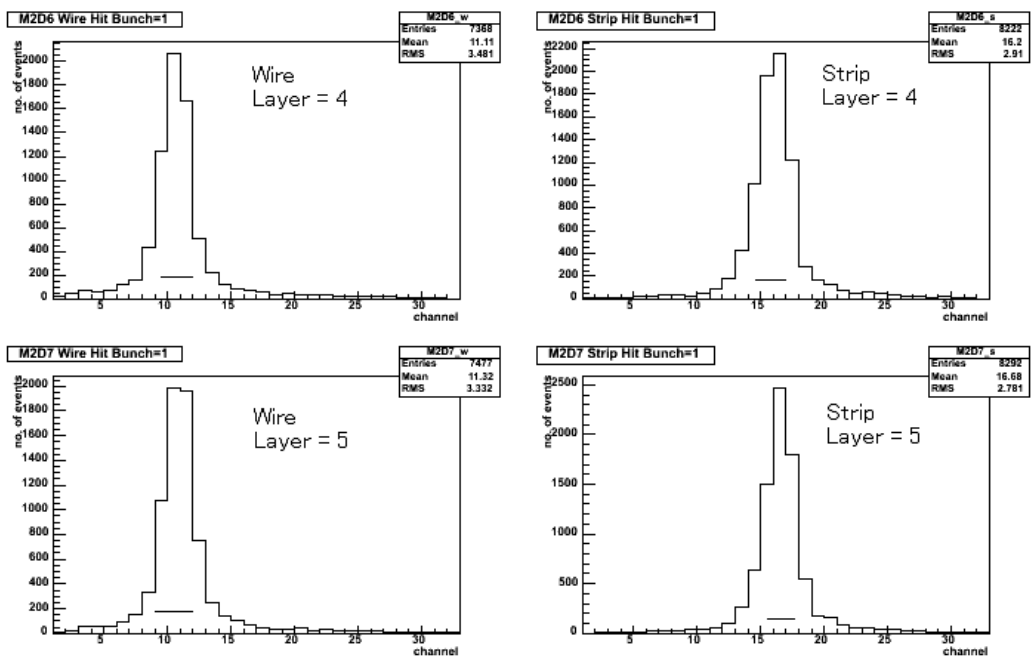 M2D6 Wire Hit Bunch=1
M2D6_w
Entries 7368
Mean 11.11
RMS 3.481
no. of events
2000
1800
1600
1400
1200
1000
800
600
400
200
0
Wire
Layer = 4
5 10 15 20 25 30
channel
M2D6 Strip Hit Bunch=1
M2D6_s
Entries 8222
Mean 16.2
RMS 2.91
no. of events
2200
2000
1800
1600
1400
1200
1000
800
600
400
200
0
Strip
Layer = 4
5 10 15 20 25 30
channel
M2D7 Wire Hit Bunch=1
M2D7_w
Entries 7477
Mean 11.32
RMS 3.332
no. of events
2000
1800
1600
1400
1200
1000
800
600
400
200
0
Wire
Layer = 5
5 10 15 20 25 30
channel
M2D7 Strip Hit Bunch=1
M2D7_s
Entries 8292
Mean 16.68
RMS 2.781
no. of events
2500
2000
1500
1000
500
0
Strip
Layer = 5
5 10 15 20 25 30
channel